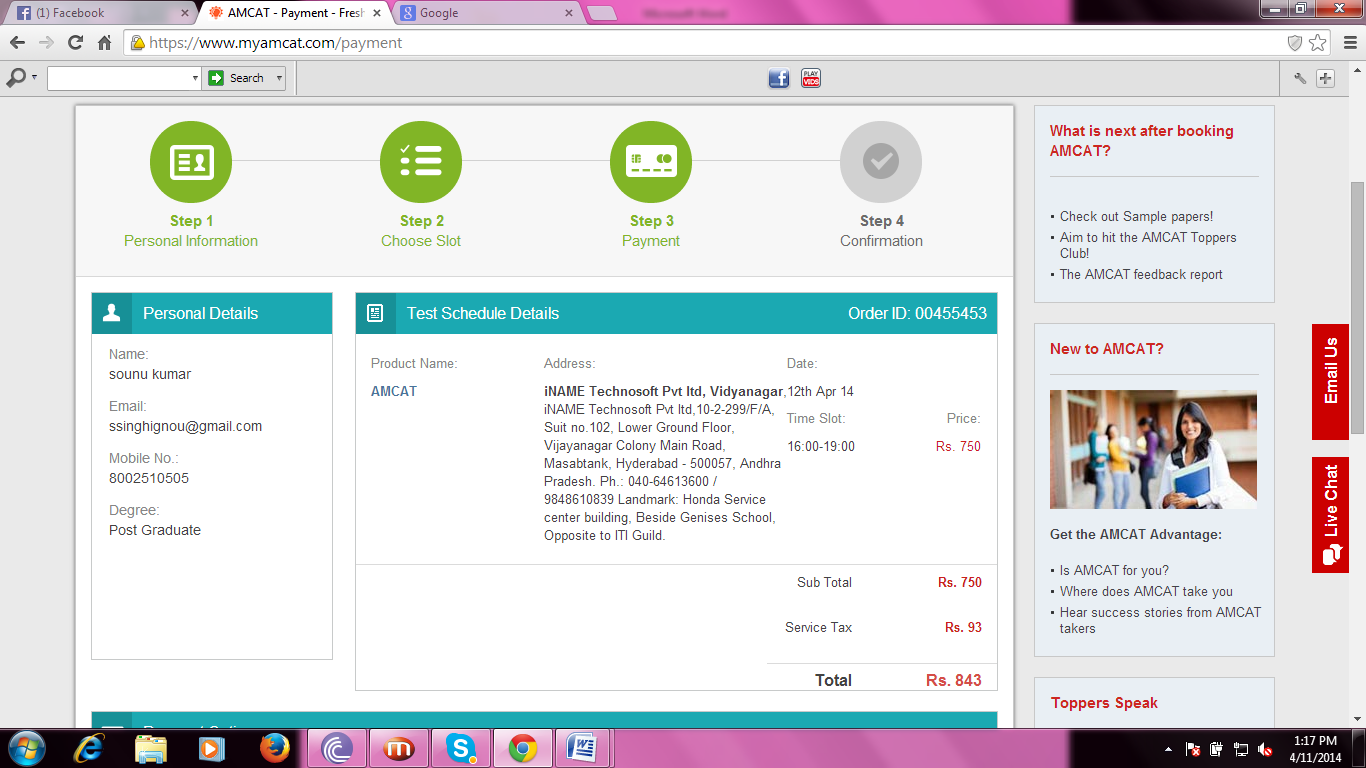 (1) Facebook
AMCAT - Payment - Fresh
Google
https://www.myamcat.com/payment
Search
PLAY
Step 1
Personal Information
Step 2
Choose Slot
Step 3
Payment
Step 4
Confirmation
Personal Details
Name:
sounu kumar
Email:
ssinghignou@gmail.com
Mobile No.:
8002510505
Degree:
Post Graduate
Test Schedule Details
Order ID: 00455453
Product Name:
AMCAT
Address:
iNAME Technosoft Pvt ltd, Vidyanagar,
iNAME Technosoft Pvt ltd,10-2-299/F/A,
Suit no.102, Lower Ground Floor,
Vijayanagar Colony Main Road,
Masabtank, Hyderabad - 500057, Andhra
Pradesh. Ph.: 040-64613600 /
9848610839 Landmark: Honda Service
center building, Beside Genises School,
Opposite to ITI Guild.
Date:
12th Apr 14
Time Slot:
16:00-19:00
Price:
Rs. 750
Sub Total Rs. 750
Service Tax Rs. 93
Total Rs. 843
What is next after booking
AMCAT?
• Check out Sample papers!
• Aim to hit the AMCAT Toppers
Club!
• The AMCAT feedback report
New to AMCAT?
Get the AMCAT Advantage:
• Is AMCAT for you?
• Where does AMCAT take you
• Hear success stories from AMCAT
takers
Toppers Speak
Email Us
Live Chat
1:17 PM
4/11/2014